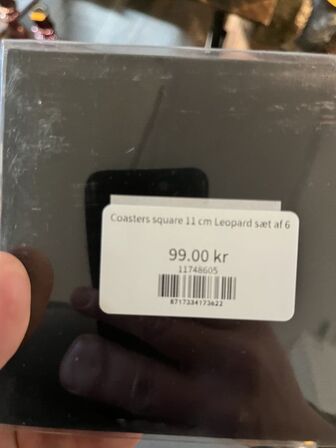 Coasters square 11 cm Leopard sæt af 6
99.00 kr
11748605
8717334173622